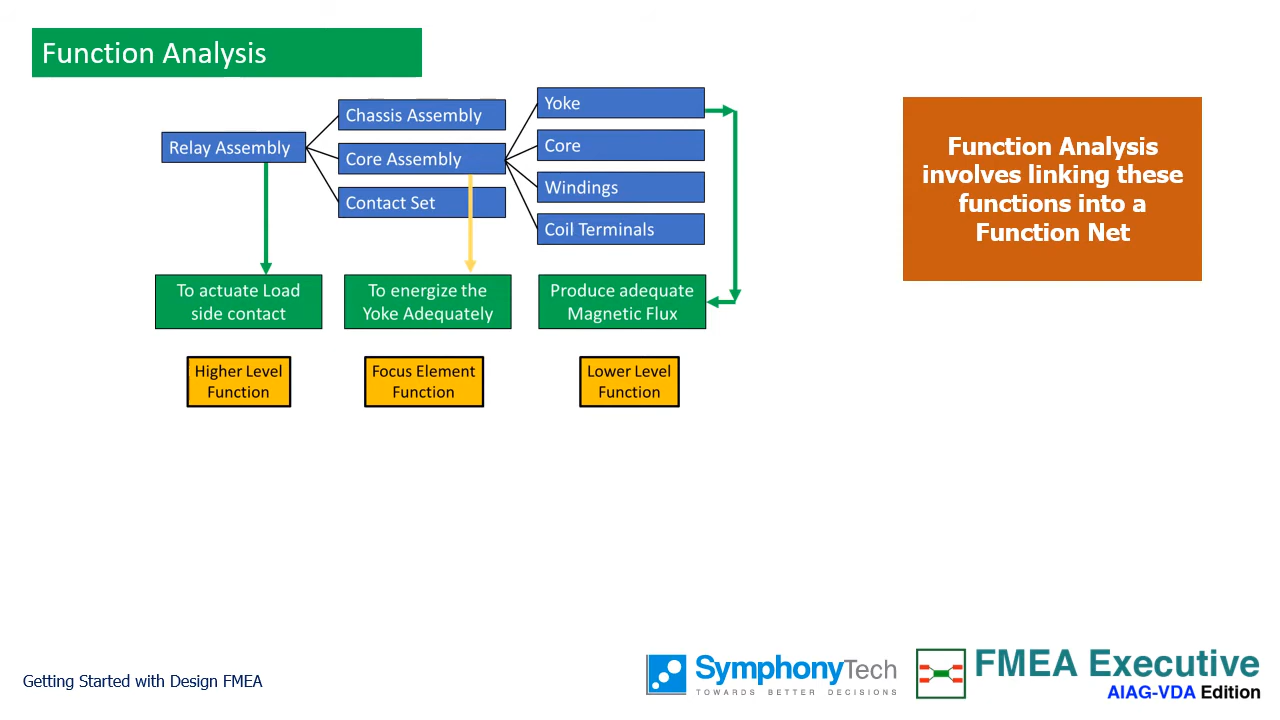 Function Analysis
Relay Assembly
Chassis Assembly
Core Assembly
Contact Set
Yoke
Core
Windings
Coil Terminals
To actuate Load
side contact
To energize the
Yoke Adequately
Produce adequate
Magnetic Flux
Higher Level
Function
Focus Element
Function
Lower Level
Function
Function Analysis
involves linking these
functions into a
Function Net
Getting Started with Design FMEA
SymphonyTech
TOWARDS BETTER DECISIONS
FMEA Executive
AIAG-VDA Edition